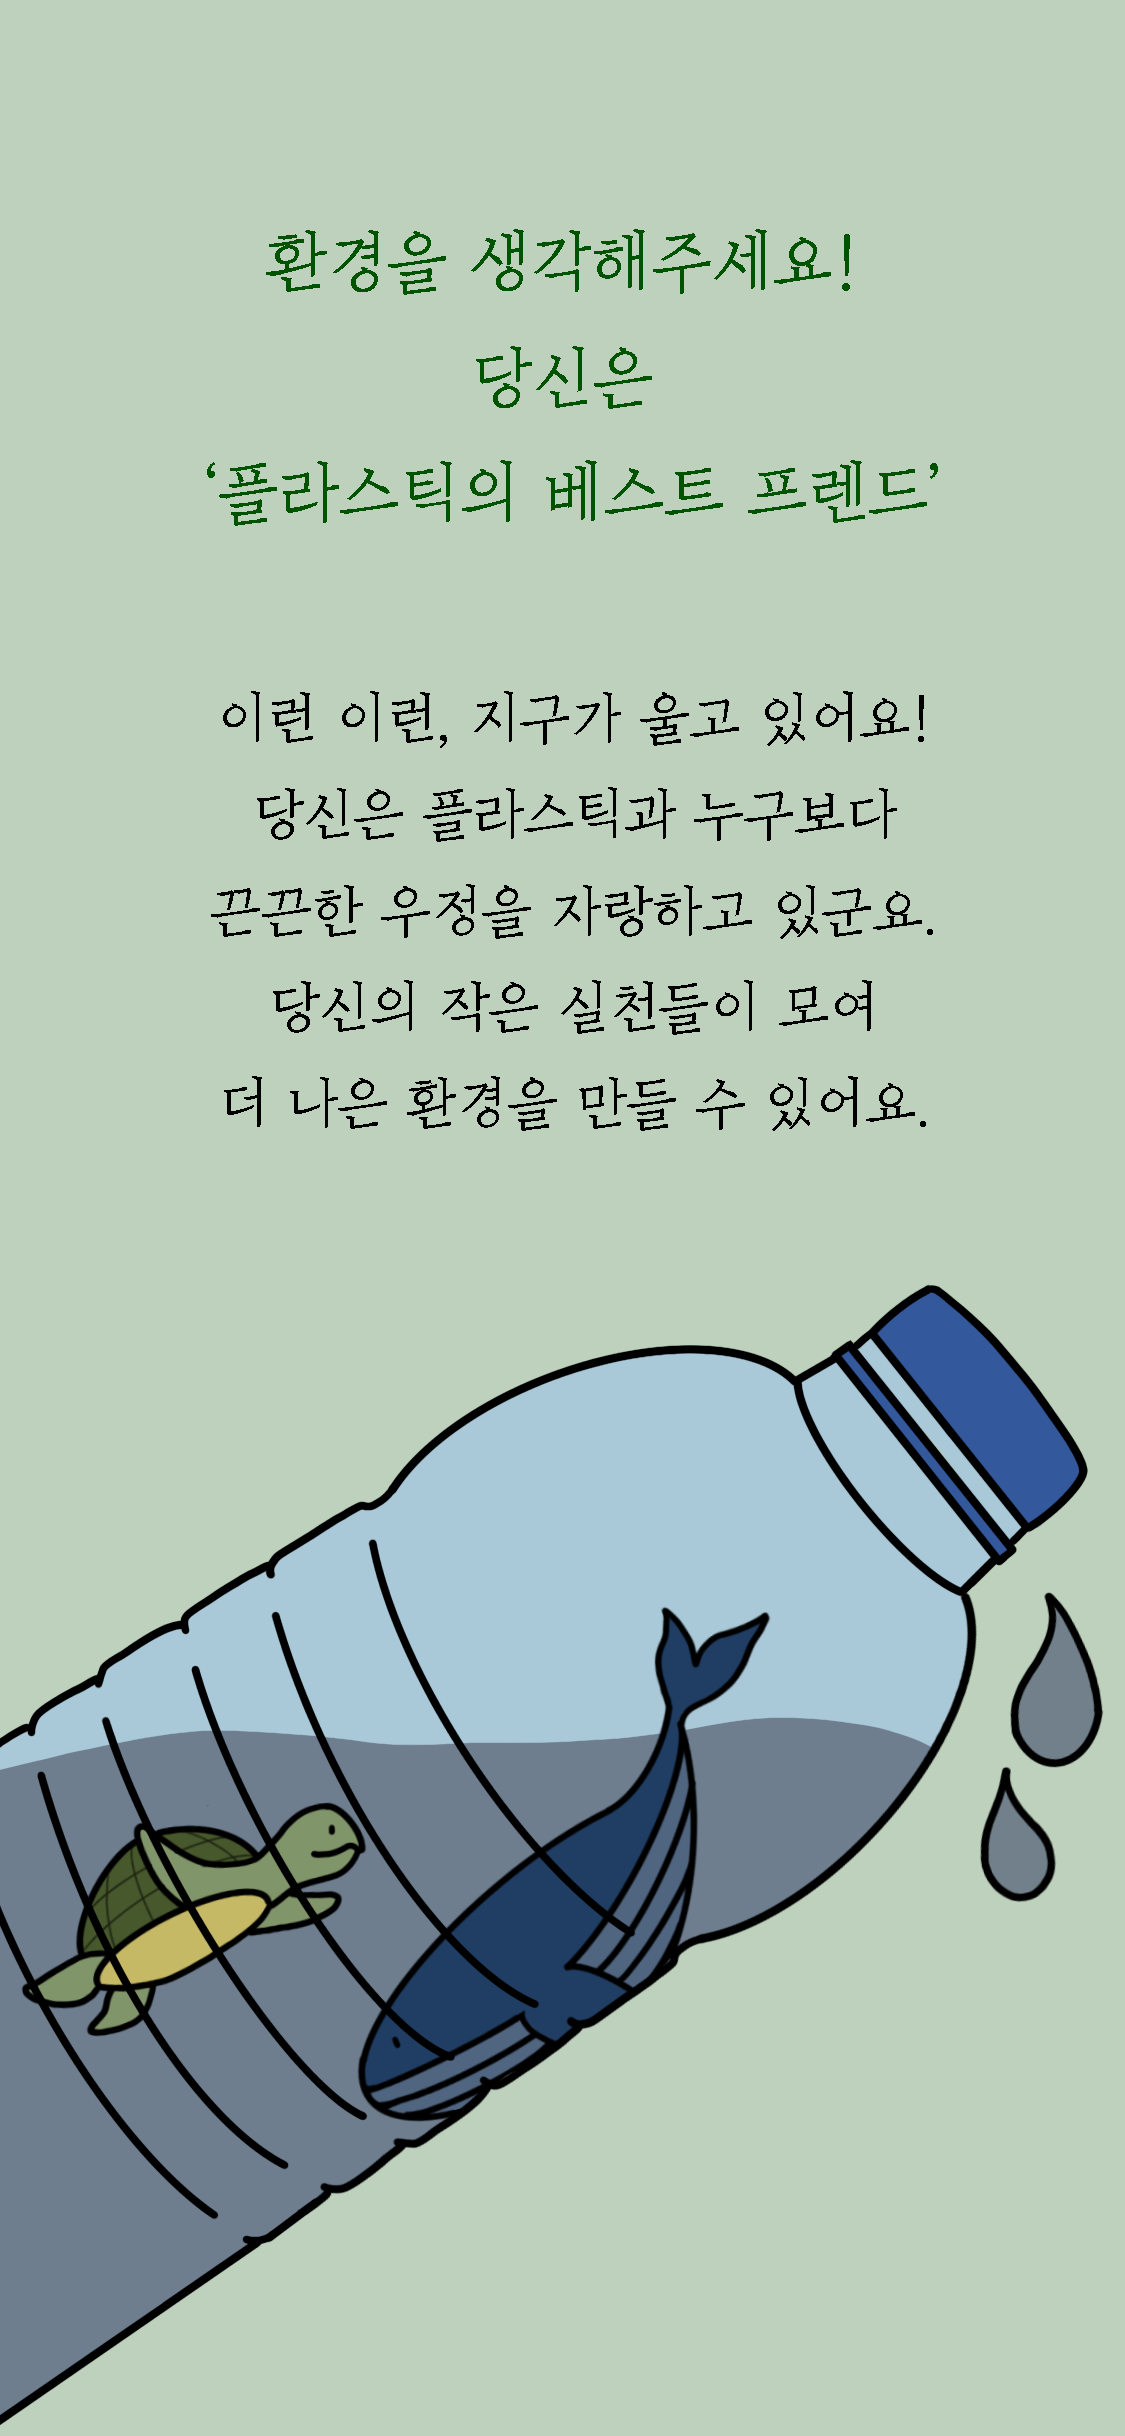 환경을 생각해주세요!
당신은
‘플라스틱의 베스트 프렌드’
이런 이런, 지구가 울고 있어요!
당신은 플라스틱과 누구보다
끈끈한 우정을 자랑하고 있군요.
당신의 작은 실천들이 모여
더 나은 환경을 만들 수 있어요.